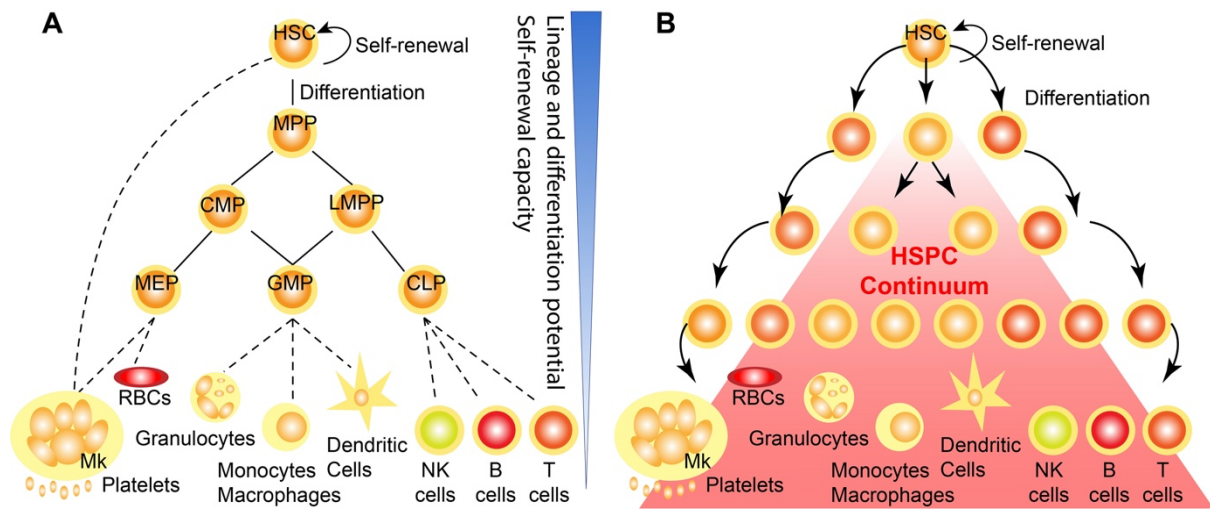 A
HSC
Self-renewal
Differentiation
MPP
CMP
LMPP
MEP
GMP
CLP
RBCs
Granulocytes
Mk
Platelets
Monocytes
Macrophages
Dendritic
Cells
NK
cells
B
cells
T
cells
Lineage and differentiation potential
Self-renewal capacity
B
HSC
Self-renewal
Differentiation
HSPC
Continuum
RBCs
Granulocytes
Mk
Platelets
Monocytes
Macrophages
Dendritic
Cells
NK
cells
B
cells
T
cells